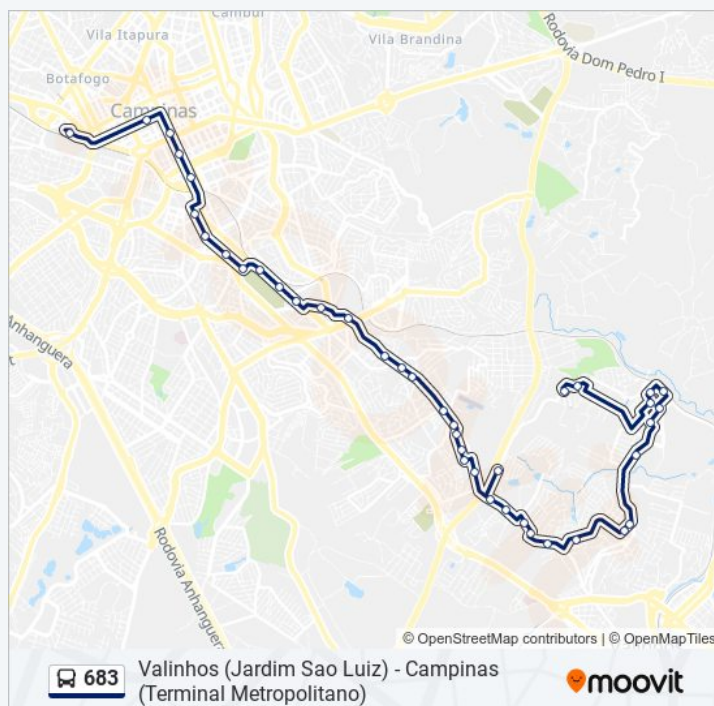 Cambuí
Vila Itapura
Vila Brandina
Rodovia Dom Pedro I
Botafogo
Campinas
Anhanguera
Rodovia Anhanguera
© OpenStreetMap contributors | © OpenMapTiles
683
Valinhos (Jardim Sao Luiz) - Campinas
(Terminal Metropolitano)
moovit